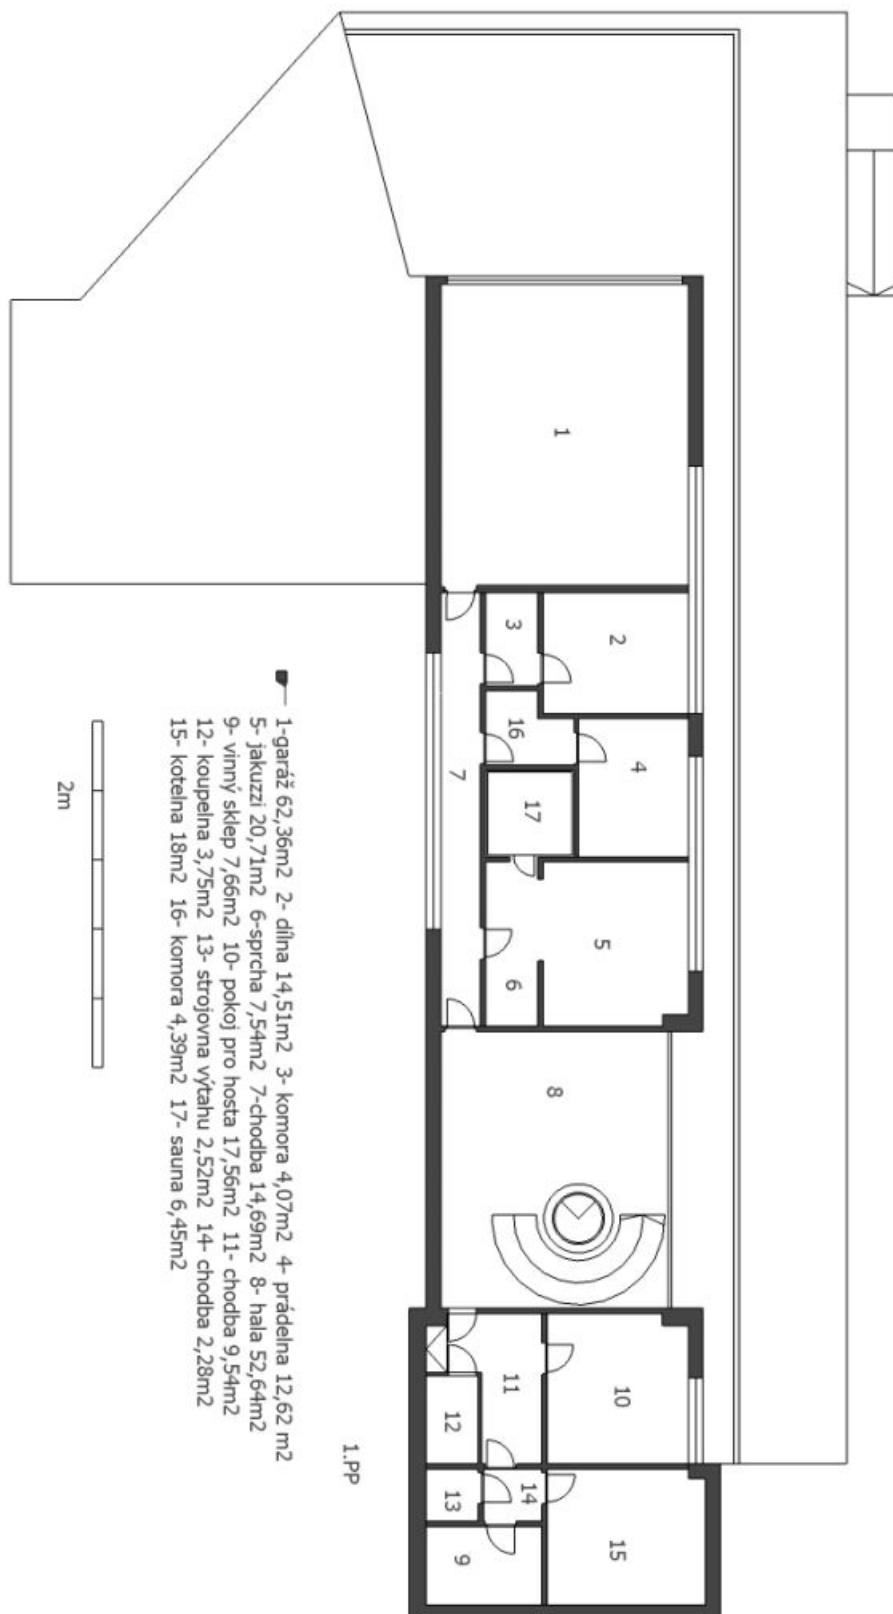 1
2
3
4
16
17
7
5
6
8
10
11
12
13
14
15
9
1.PP
1-garáž 62,36m2 2- dílna 14,51m2 3- komora 4,07m2 4- prádelna 12,62 m2
5- jakuzzi 20,71m2 6-sprcha 7,54m2 7-chodba 14,69m2 8- hala 52,64m2
9- vinný sklep 7,66m2 10- pokoj pro hosta 17,56m2 11- chodba 9,54m2
12- koupelna 3,75m2 13- strojovna výtahu 2,52m2 14- chodba 2,28m2
15- kotelna 18m2 16- komora 4,39m2 17- sauna 6,45m2
2m